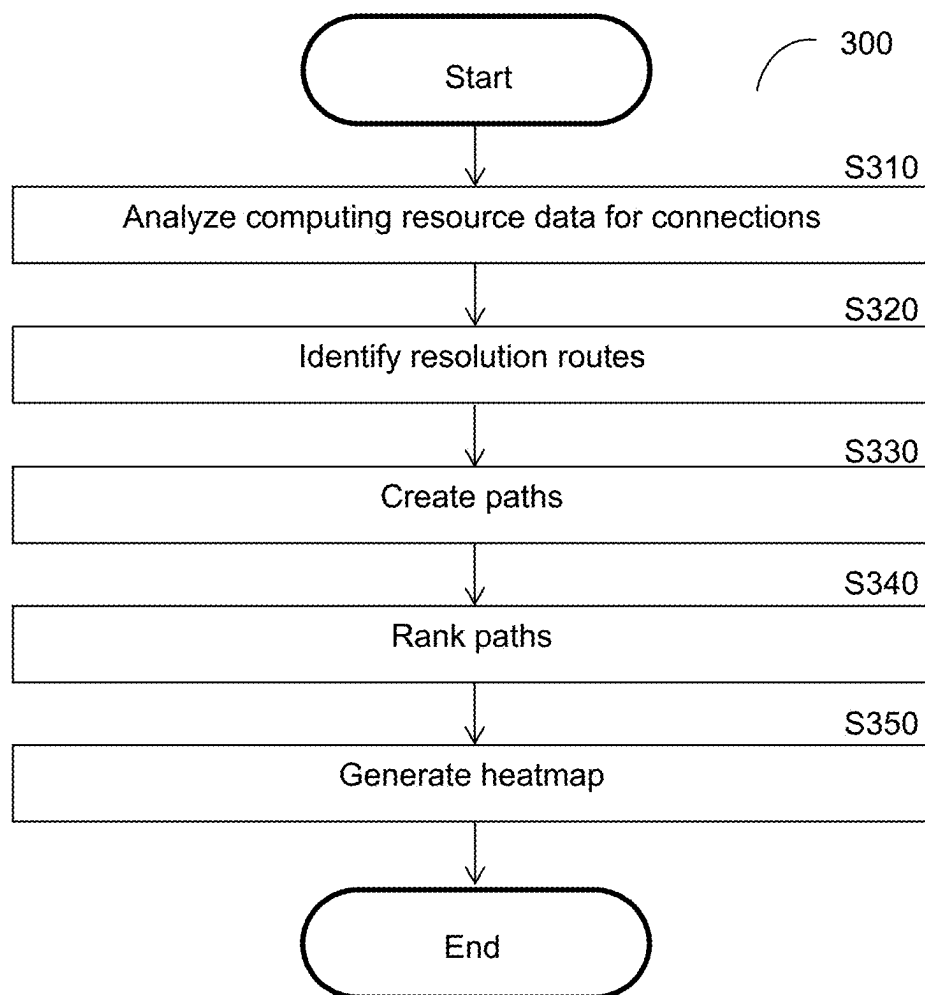 Start
300
S310
Analyze computing resource data for connections
S320
Identify resolution routes
S330
Create paths
S340
Rank paths
S350
Generate heatmap
End